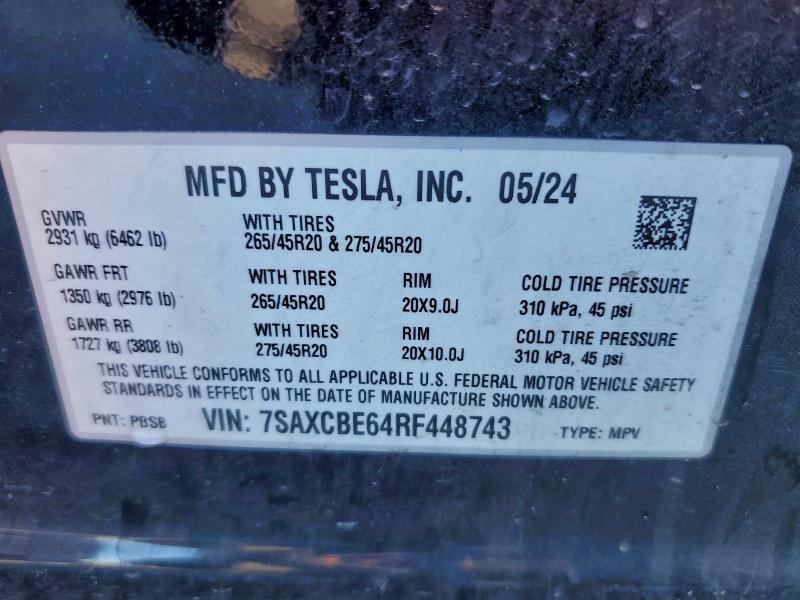 MFD BY TESLA, INC. 05/24
GVWR WITH TIRES
2931 kg (6462 lb) 265/45R20 & 275/45R20
GAWR FRT WITH TIRES RIM COLD TIRE PRESSURE
1350 kg (2976 lb) 265/45R20 20X9.0J 310 kPa, 45 psi
GAWR RR WITH TIRES RIM COLD TIRE PRESSURE
1727 kg (3808 lb) 275/45R20 20X10.0J 310 kPa, 45 psi
THIS VEHICLE CONFORMS TO ALL APPLICABLE U.S. FEDERAL MOTOR VEHICLE SAFETY
STANDARDS IN EFFECT ON THE DATE OF MANUFACTURE SHOWN ABOVE.
PNT: PBSB VIN: 7SAXCBE64RF448743 TYPE: MPV